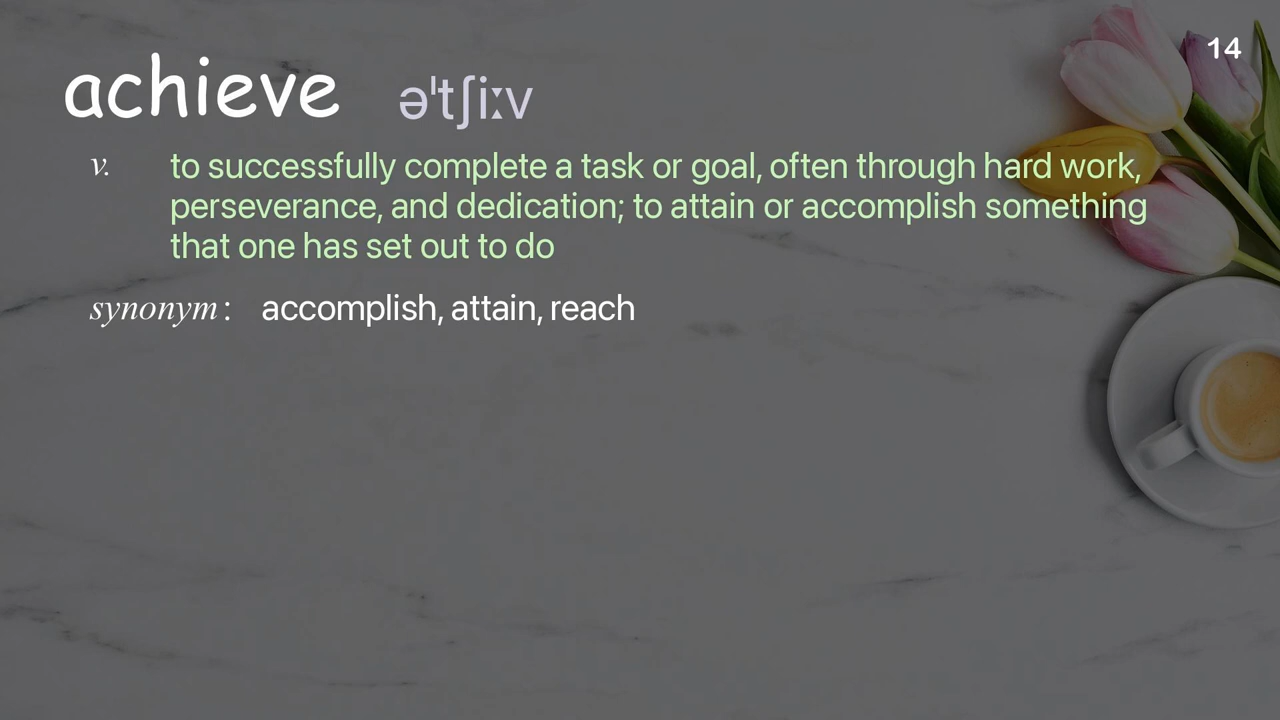 14
achieve əˈtʃiːv
v. to successfully complete a task or goal, often through hard work,
perseverance, and dedication; to attain or accomplish something
that one has set out to do
synonym : accomplish, attain, reach